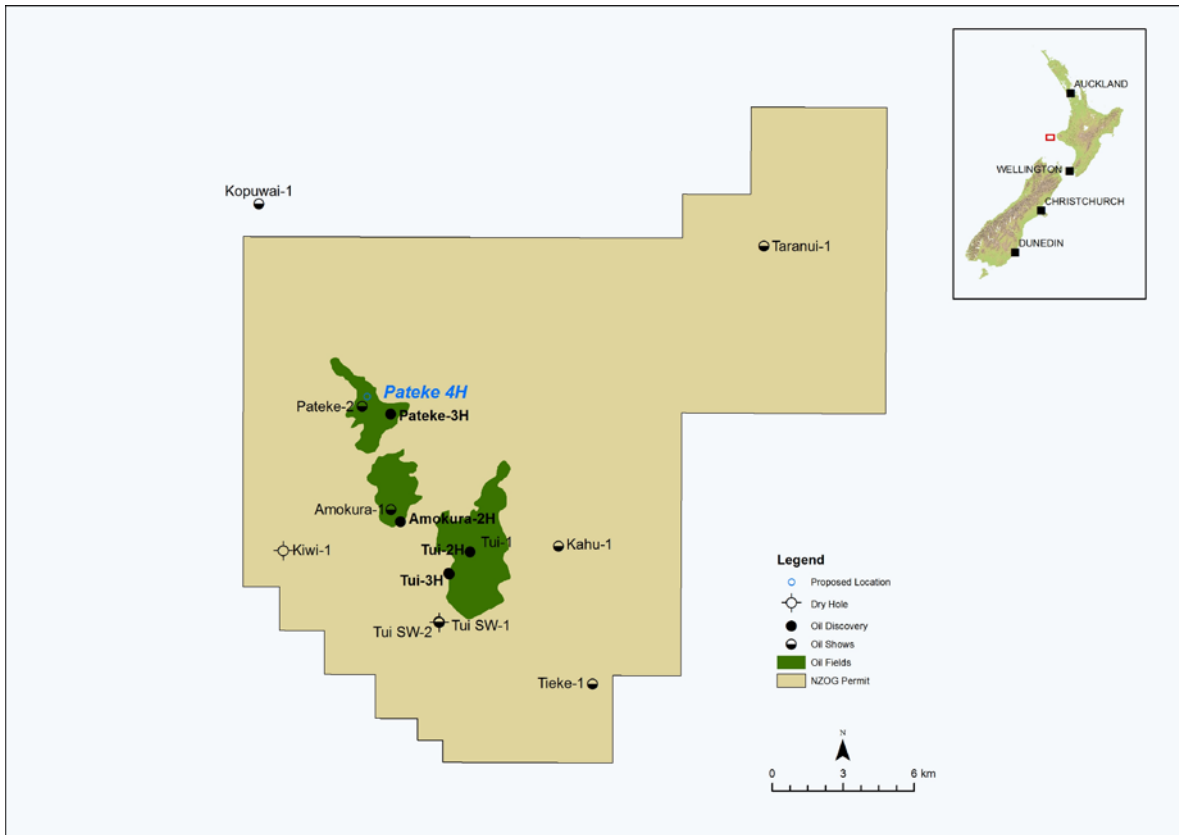 AUCKLAND
WELLINGTON
CHRISTCHURCH
DUNEDIN
Kopuwai-1
Taranui-1
Pateke 4H
Pateke-2
Pateke-3H
Amokura-1
Amokura-2H
Tui-2H
Tui-1
Kahu-1
Kiwi-1
Tui-3H
Tui SW-2
Tui SW-1
Tieke-1
Legend
Proposed Location
Dry Hole
Oil Discovery
Oil Shows
Oil Fields
NZOG Permit
N
0 3 6 km